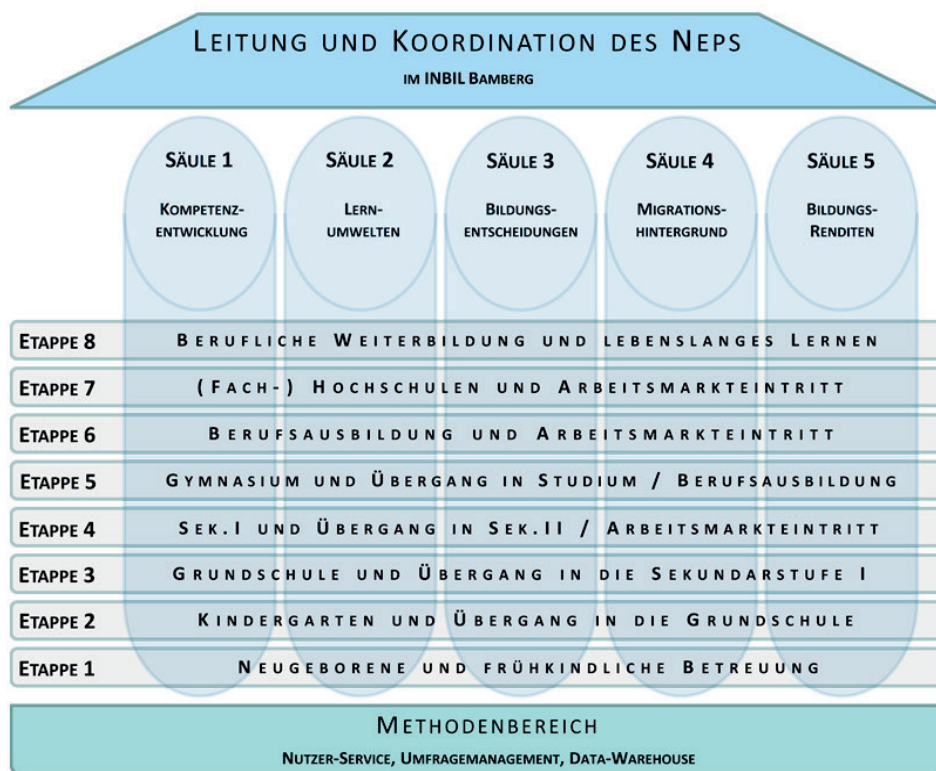 Leitung und Koordination des Neps
im INBIL Bamberg
Säule 1
Säule 2
Säule 3
Säule 4
Säule 5
Kompetenz-
entwicklung
Lern-
umwelten
Bildungs-
entscheidungen
Migrations-
hintergrund
Bildungs-
Renditen
Etappe 8 Berufliche Weiterbildung und lebenslanges Lernen
Etappe 7 (Fach-) Hochschulen und Arbeitsmarkteintritt
Etappe 6 Berufsausbildung und Arbeitsmarkteintritt
Etappe 5 Gymnasium und Übergang in Studium / Berufsausbildung
Etappe 4 Sek.I und Übergang in Sek.II / Arbeitsmarkteintritt
Etappe 3 Grundschule und Übergang in die Sekundarstufe I
Etappe 2 Kindergarten und Übergang in die Grundschule
Etappe 1 Neugeborene und frühkindliche Betreuung
Methodenbereich
Nutzer-Service, Umfragemanagement, Data-Warehouse